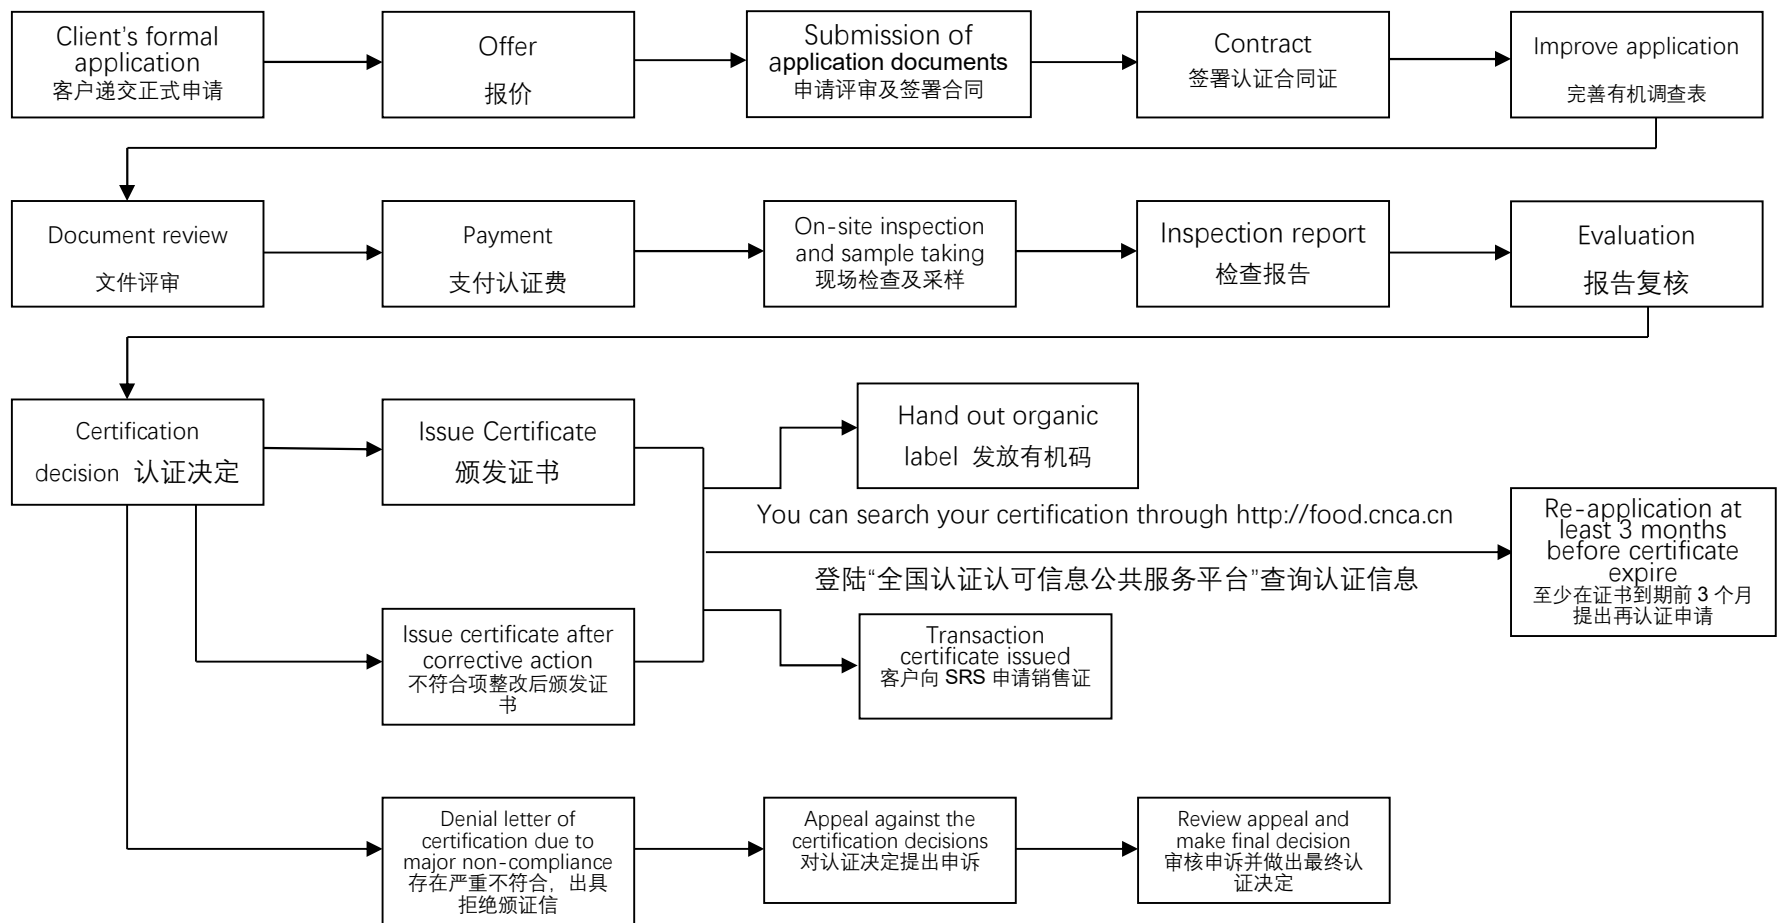 Client's formal
application
客户递交正式申请
Offer
报价
Submission of
application documents
申请评审及签署合同
Contract
签署认证合同证
Improve application
完善有机调查表
Document review
文件评审
Payment
支付认证费
On-site inspection
and sample taking
现场检查及采样
Inspection report
检查报告
Evaluation
报告复核
Certification
decision 认证决定
Issue Certificate
颁发证书
Hand out organic
label 发放有机码
You can search your certification through http://food.cnca.cn
登陆“全国认证认可信息公共服务平台”查询认证信息
Re-application at
least 3 months
before certificate
expire
至少在证书到期前 3 个月
提出再认证申请
Issue certificate after
corrective action
不符合项整改后颁发证
书
Transaction
certificate issued
客户向 SRS 申请销售证
Denial letter of
certification due to
major non-compliance
存在严重不符合，出具
拒绝颁证信
Appeal against the
certification decisions
对认证决定提出申诉
Review appeal and
make final decision
审核申诉并做出最终认
证决定